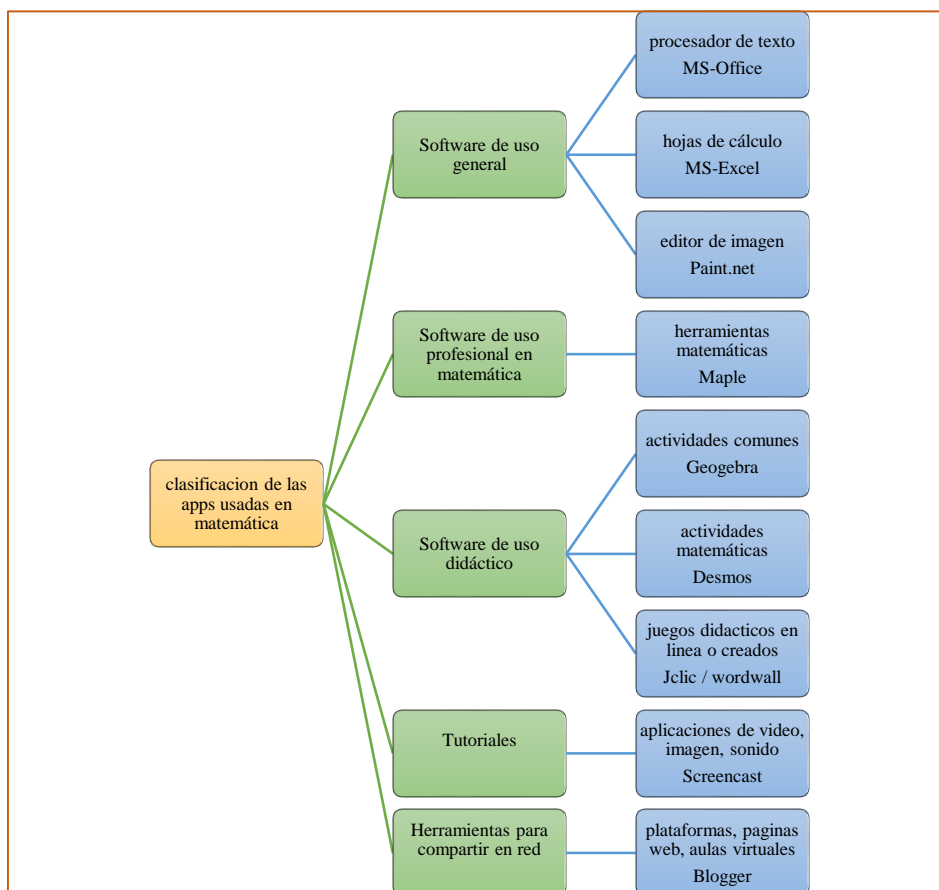 clasificacion de las
apps usadas en
matemática
Software de uso
general
procesador de texto
MS-Office
hojas de cálculo
MS-Excel
editor de imagen
Paint.net
Software de uso
profesional en
matemática
herramientas
matemáticas
Maple
Software de uso
didáctico
actividades comunes
Geogebra
actividades
matemáticas
Desmos
juegos didacticos en
linea o creados
Jclic / wordwall
Tutoriales
aplicaciones de video,
imagen, sonido
Screencast
Herramientas para
compartir en red
plataformas, paginas
web, aulas virtuales
Blogger